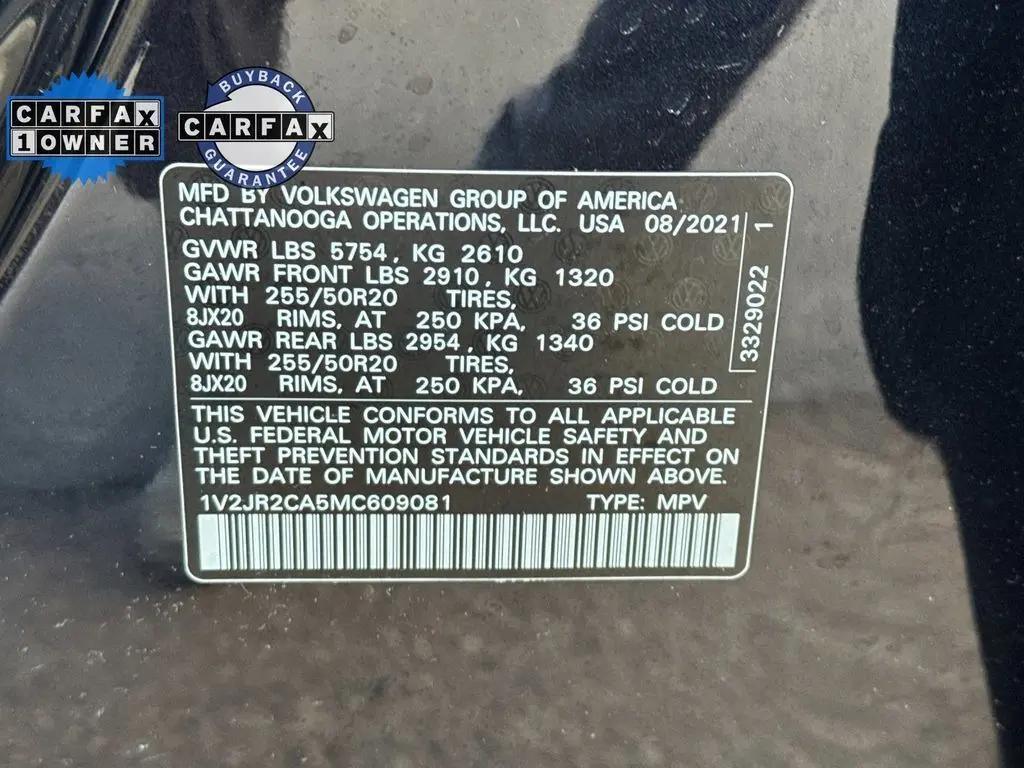 CARFAX
1 OWNER
BUYBACK
CARFAX
GUARANTEE
MFD BY VOLKSWAGEN GROUP OF AMERICA
CHATTANOOGA OPERATIONS, LLC. USA 08/2021
GVWR LBS 5754, KG 2610
GAWR FRONT LBS 2910, KG 1320
WITH 255/50R20 TIRES,
8JX20 RIMS, AT 250 KPA, 36 PSI COLD
GAWR REAR LBS 2954, KG 1340
WITH 255/50R20 TIRES,
8JX20 RIMS, AT 250 KPA, 36 PSI COLD
3329022 1
THIS VEHICLE CONFORMS TO ALL APPLICABLE
U.S. FEDERAL MOTOR VEHICLE SAFETY AND
THEFT PREVENTION STANDARDS IN EFFECT ON
THE DATE OF MANUFACTURE SHOWN ABOVE.
1V2JR2CA5MC609081 TYPE: MPV